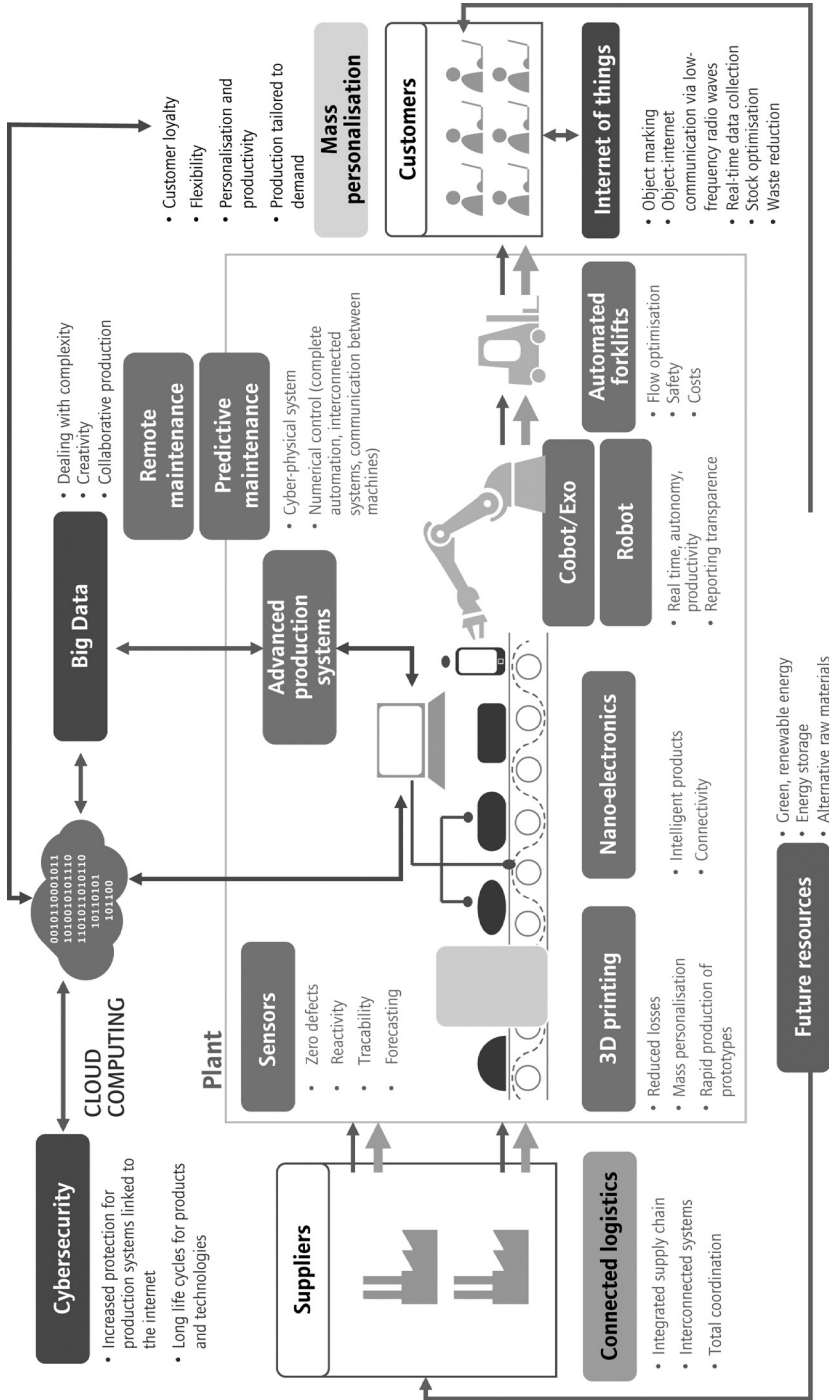 Cybersecurity
• Increased protection for
production systems linked to
the internet
• Long life cycles for products
and technologies
CLOUD
COMPUTING
00101100001011
10100101011110
11010110101110
10110101
101100
Big Data
• Dealing with complexity
• Creativity
• Collaborative production
• Customer loyalty
• Flexibility
• Personalisation and
productivity
• Production tailored to
demand
Plant
Sensors
• Zero defects
• Reactivity
• Tracability
• Forecasting
Advanced
production
systems
Remote
maintenance
Predictive
maintenance
• Cyber-physical system
• Numerical control (complete
automation, interconnected
systems, communication between
machines)
Mass
personalisation
Suppliers
Customers
Connected logistics
• Integrated supply chain
• Interconnected systems
• Total coordination
3D printing
• Reduced losses
• Mass personalisation
• Rapid production of
prototypes
Nano-electronics
• Intelligent products
• Connectivity
Cobot/Exo
Robot
• Real time, autonomy,
productivity
• Reporting transparence
Automated
forklifts
• Flow optimisation
• Safety
• Costs
Internet of things
• Object marking
• Object-internet
communication via low-
frequency radio waves
• Real-time data collection
• Stock optimisation
• Waste reduction
Future resources
• Green, renewable energy
• Energy storage
• Alternative raw materials